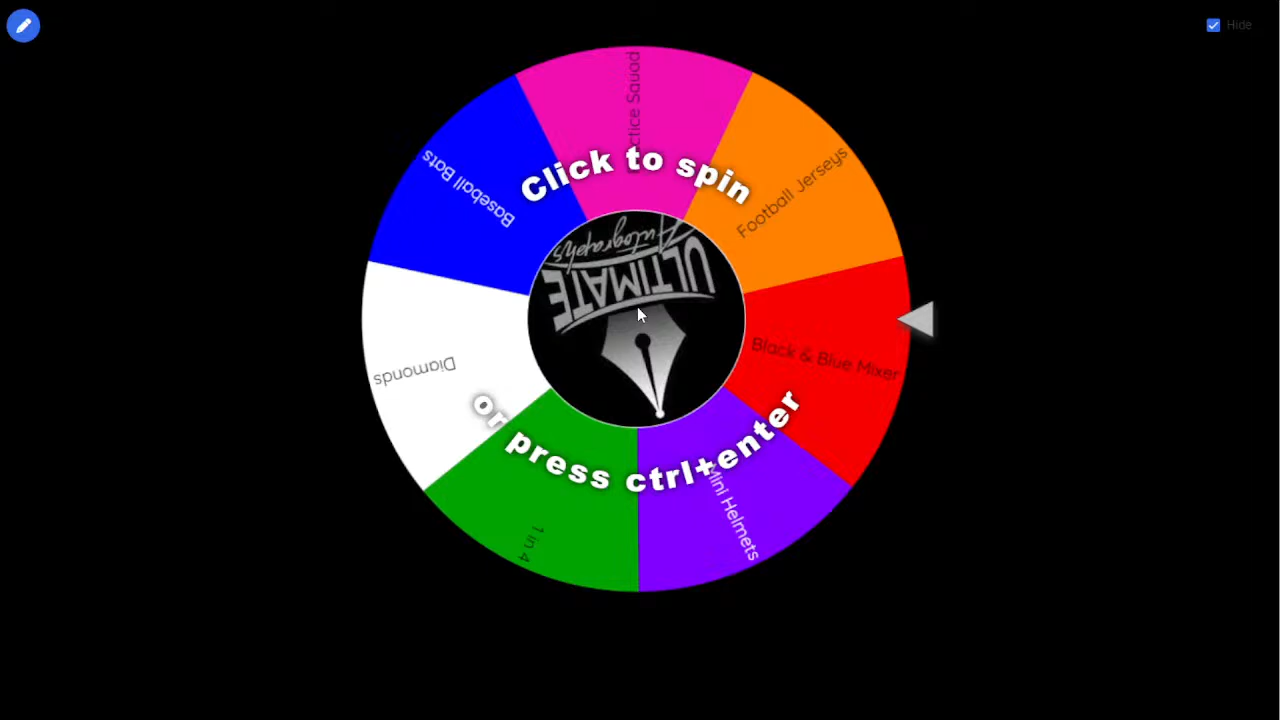 Hide
ctice Squad
Football Jerseys
Baseball Bats
Click to spin
Autographs
ULTIMATE
Black & Blue Mixer
Diamonds
or press ctrl+enter
Mini Helmets
1 in 4